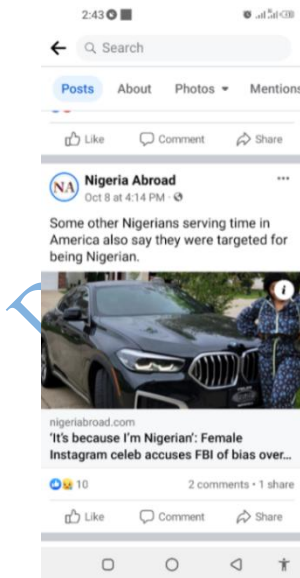 2:43
Search
Posts About Photos Mentions
Like Comment Share
NA Nigeria Abroad
Oct 8 at 4:14 PM
Some other Nigerians serving time in
America also say they were targeted for
being Nigerian.
nigeriabroad.com
‘It’s because I’m Nigerian’: Female
Instagram celeb accuses FBI of bias over...
10 2 comments • 1 share
Like Comment Share